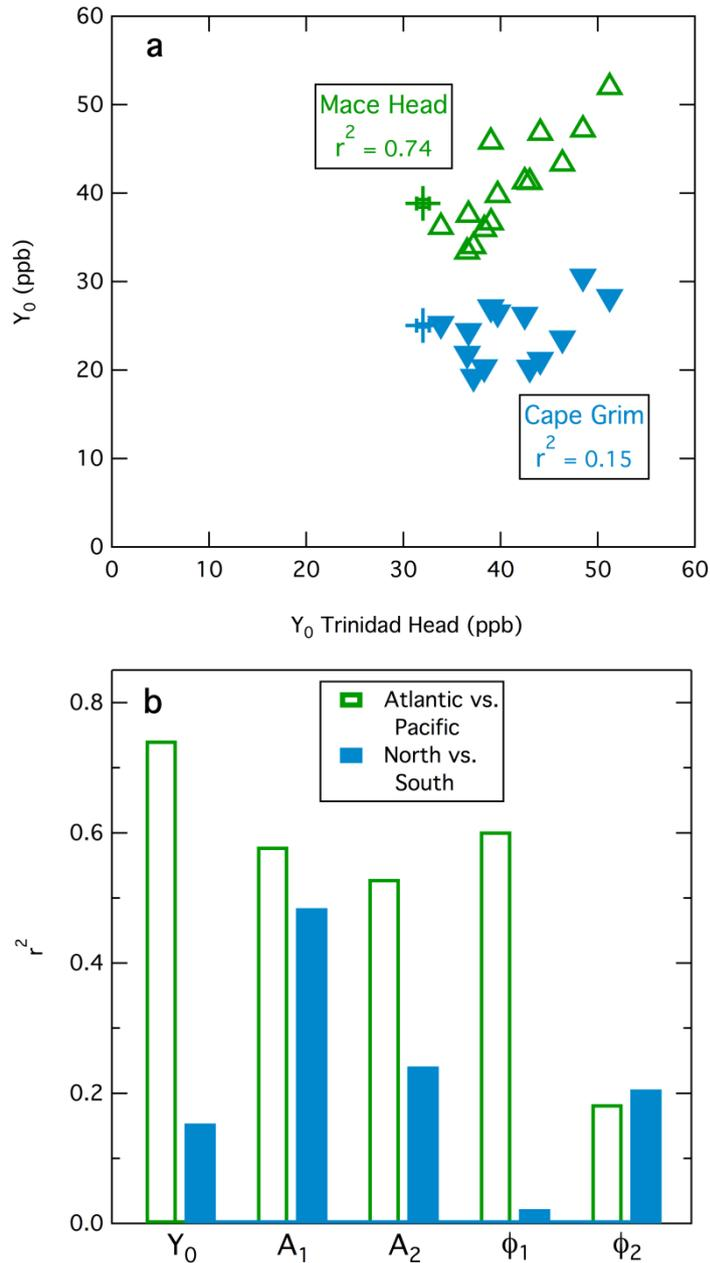 a
60
50
40
30
20
10
0
Y₀ (ppb)
Mace Head
r² = 0.74
Cape Grim
r² = 0.15
0 10 20 30 40 50 60
Y₀ Trinidad Head (ppb)
b
0.8
0.6
0.4
0.2
0.0
r²
Atlantic vs.
Pacific
North vs.
South
Y₀ A₁ A₂ ϕ₁ ϕ₂